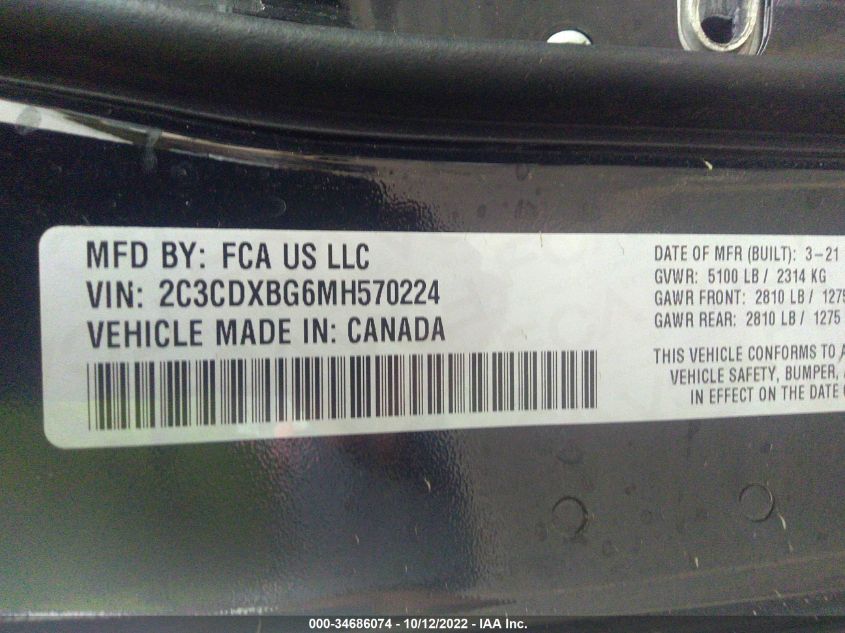 MFD BY: FCA US LLC
VIN: 2C3CDXBG6MH570224
VEHICLE MADE IN: CANADA
DATE OF MFR (BUILT): 3-21
GVWR: 5100 LB / 2314 KG
GAWR FRONT: 2810 LB / 1275
GAWR REAR: 2810 LB / 1275
THIS VEHICLE CONFORMS TO
VEHICLE SAFETY, BUMPER,
IN EFFECT ON THE DATE
000-34686074 - 10/12/2022 - IAA Inc.